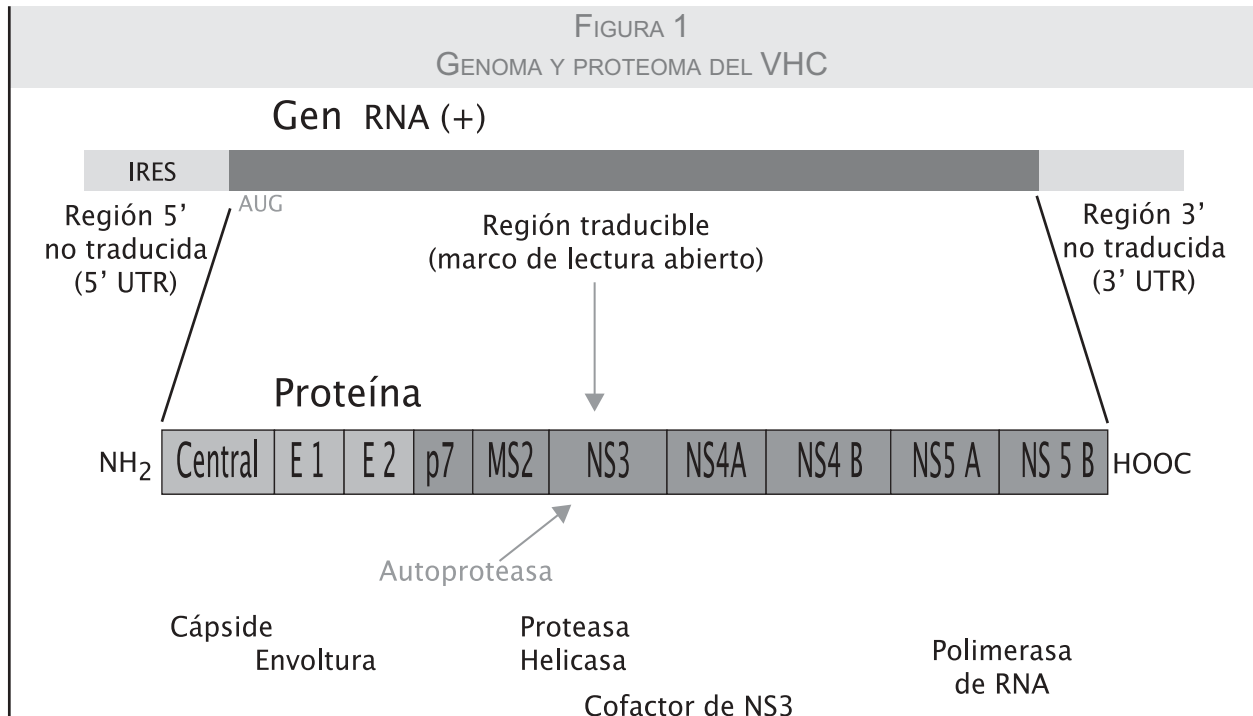 FIGURA 1
GENOMA Y PROTEOMA DEL VHC
Gen RNA (+)
IRES
AUG
Región 5'
no traducida
(5' UTR)
Región traducible
(marco de lectura abierto)
Región 3'
no traducida
(3' UTR)
Proteína
NH2 Central E 1 E 2 p7 MS2 NS3 NS4A NS4 B NS5 A NS 5 B HOOC
Autoproteasa
Cápside
Envoltura
Proteasa
Helicasa
Cofactor de NS3
Polimerasa
de RNA